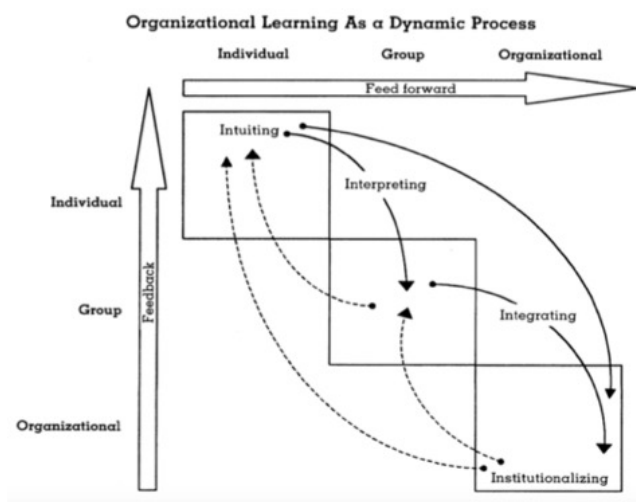 Organizational Learning As a Dynamic Process
Individual Group Organizational
Feed forward
Intuiting
Interpreting
Individual
Feedback
Group
Integrating
Organizational
Institutionalizing